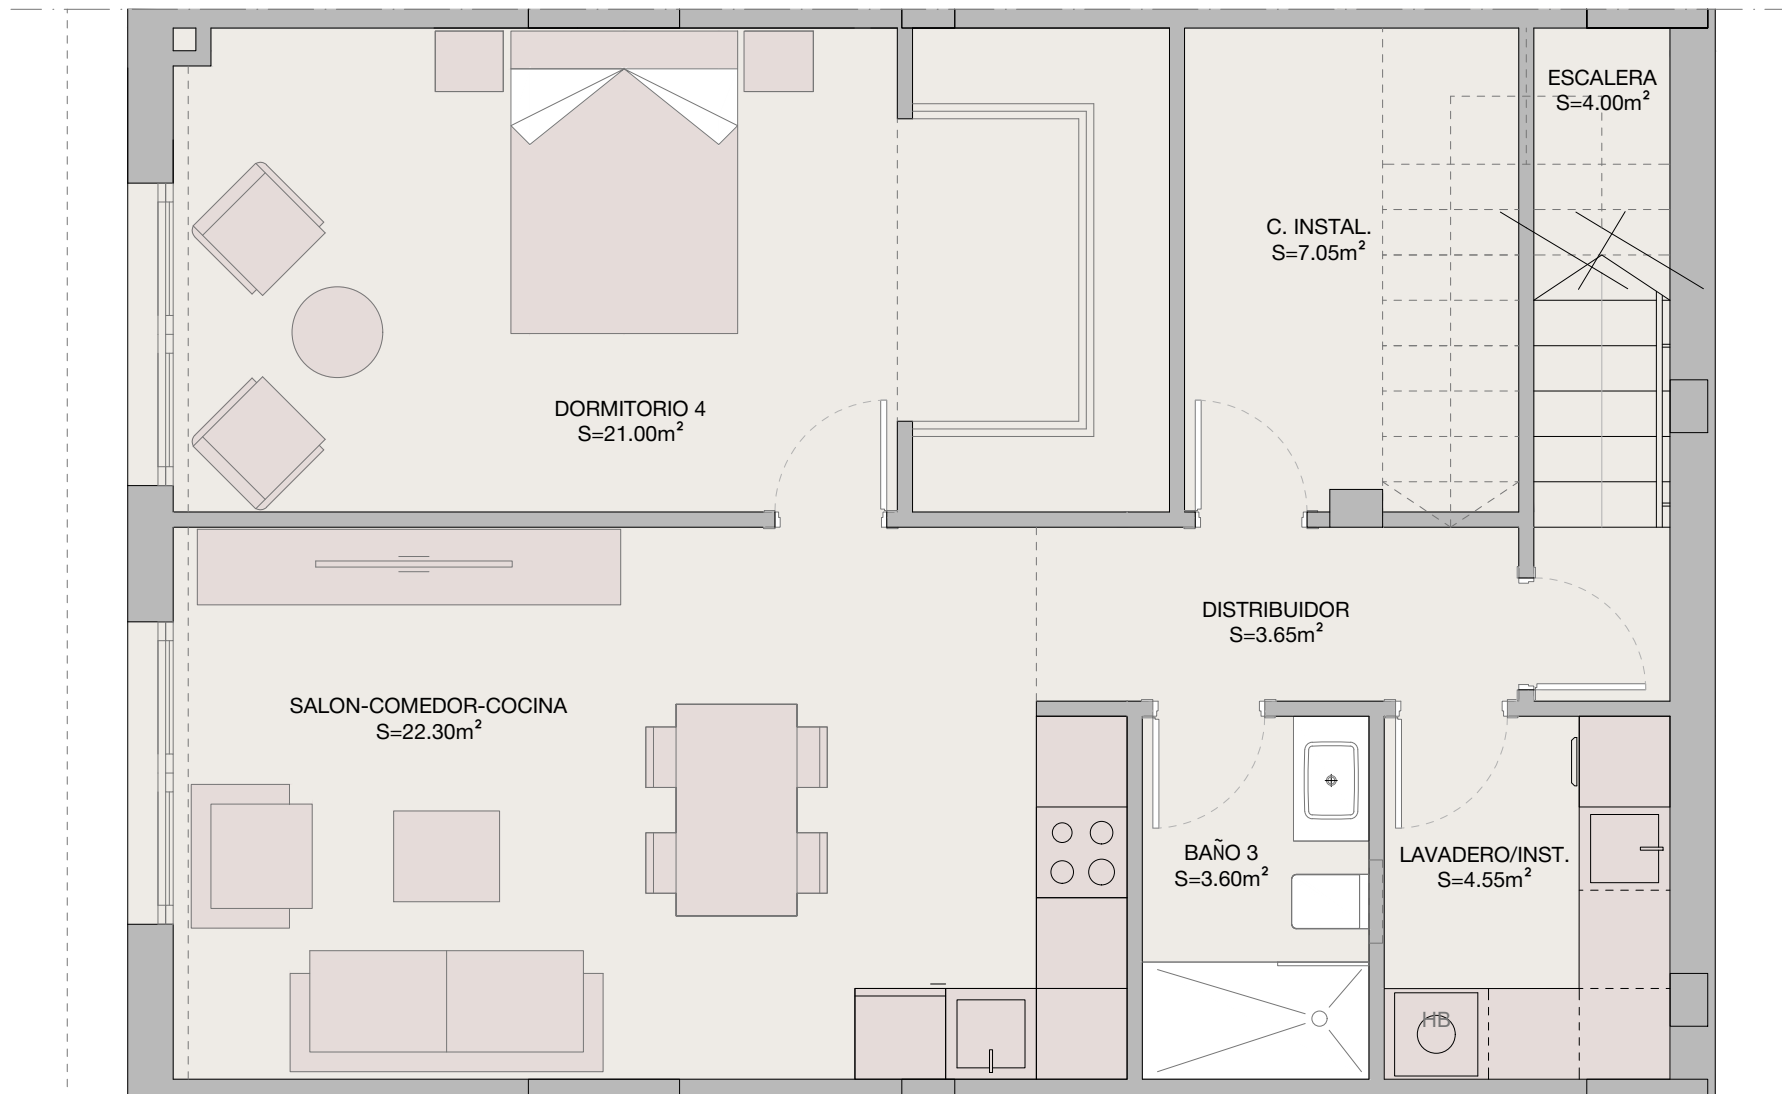 ESCALERA
S=4.00m²
C. INSTAL.
S=7.05m²
DORMITORIO 4
S=21.00m²
DISTRIBUIDOR
S=3.65m²
SALON-COMEDOR-COCINA
S=22.30m²
BAÑO 3
S=3.60m²
LAVADERO/INST.
S=4.55m²
HB